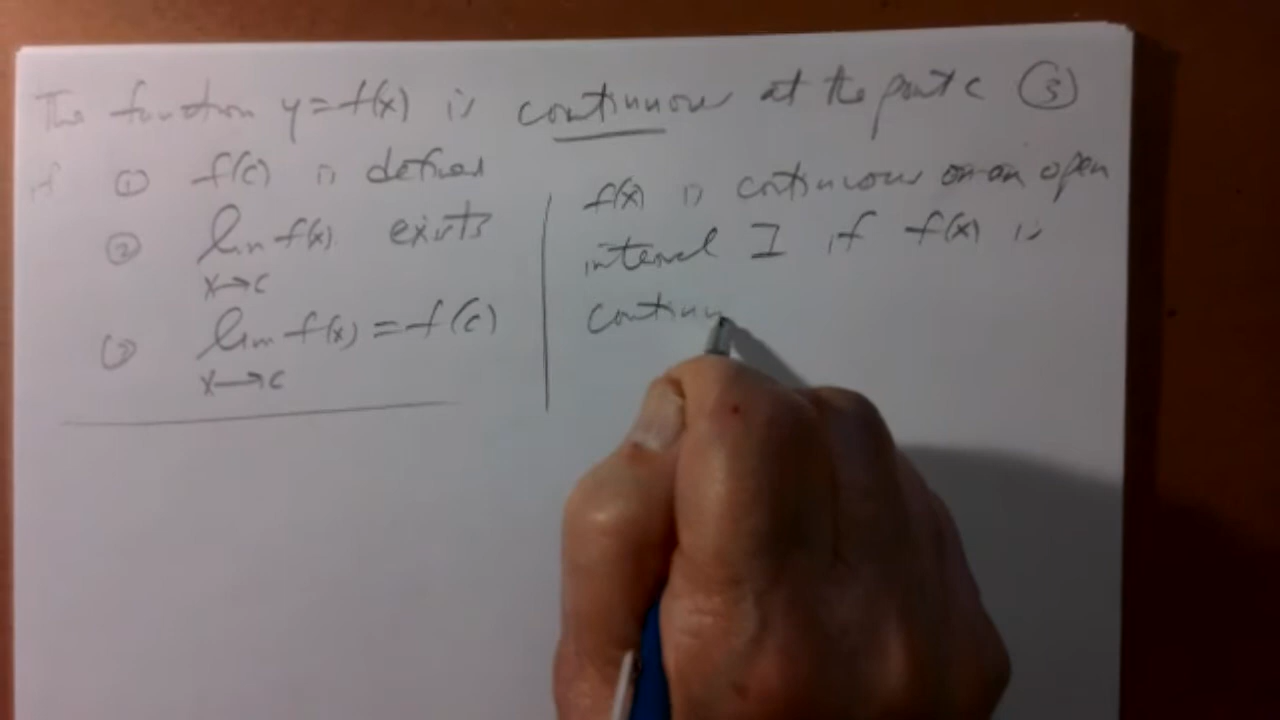 The function y=f(x) is continuous at the point c ⑤
if ① f(c) is defined
② lim f(x) exists
x→c
③ lim f(x) = f(c)
x→c
f(x) is continuous on an open
interval I if f(x) is
continu